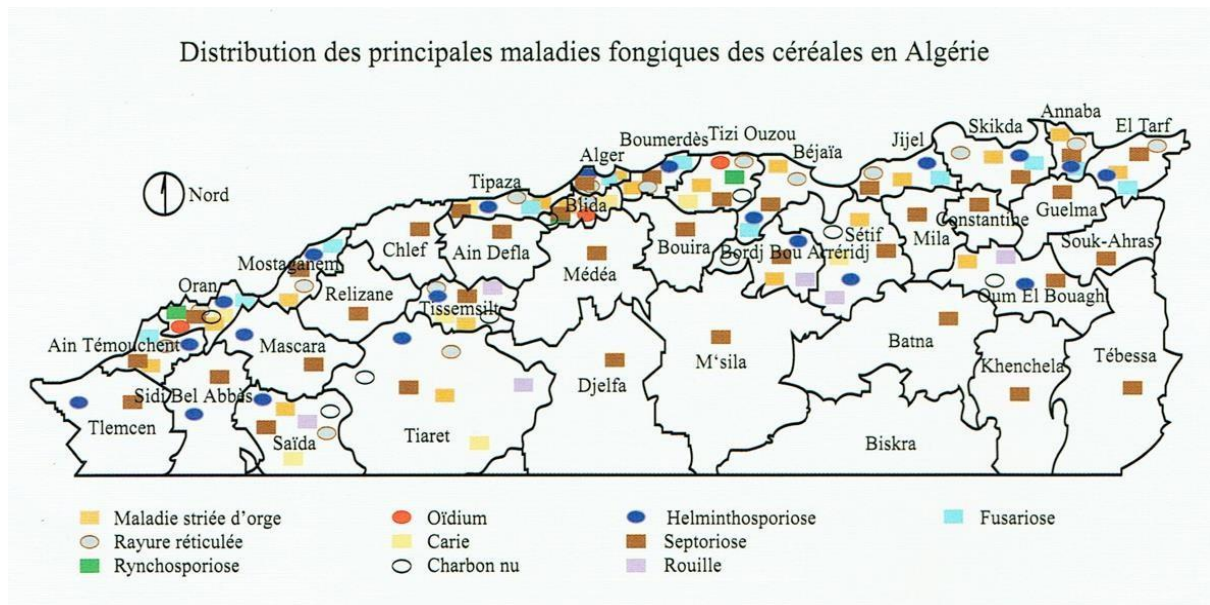 Distribution des principales maladies fongiques des céréales en Algérie
Nord
Annaba
El Tarf
Skikda
Tizi Ouzou
Jijel
Boumerdès
Béjaïa
Alger
Tipaza
Blida
Guelma
Constantine
Mila
Sétif
Souk-Ahras
Chlef
Ain Defla
Bouira
Bordj Bou Arréridj
Médéa
Mostaganem
Oran
Relizane
Tissemsilt
Oum El Bouaghi
Ain Témouchent
Mascara
M‘sila
Batna
Khenchela
Tébessa
Djelfa
Sidi Bel Abbès
Tlemcen
Saïda
Tiaret
Biskra
Maladie striée d’orge
Oïdium
Helminthosporiose
Fusariose
Rayure réticulée
Carie
Septoriose
Rynchosporiose
Charbon nu
Rouille